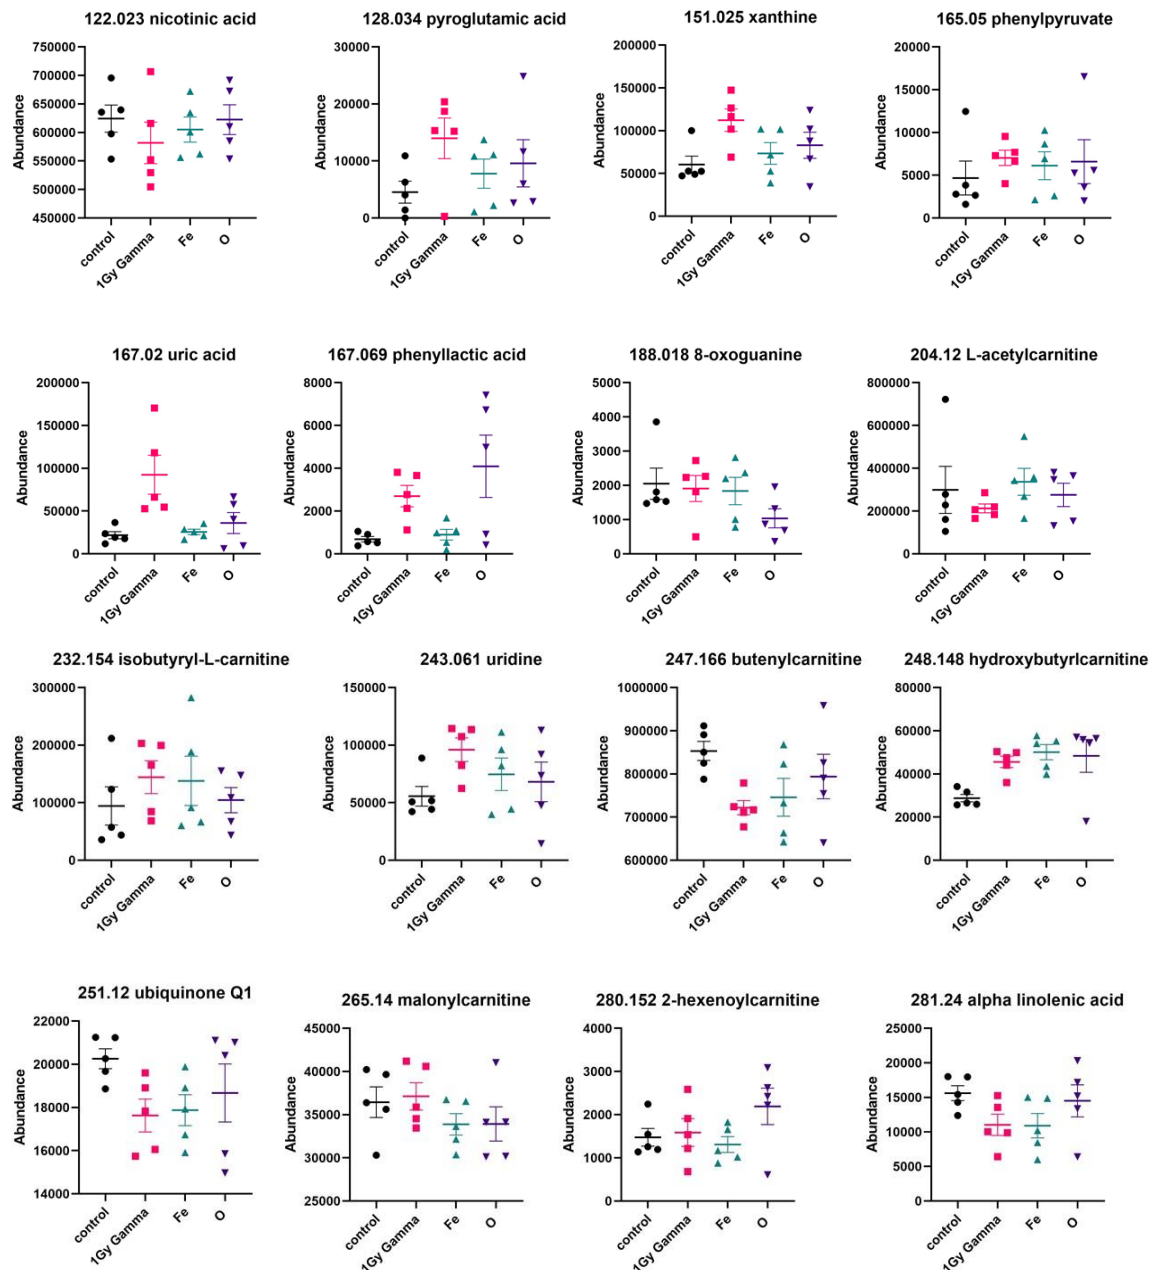 122.023 nicotinic acid
750000
700000
650000
600000
550000
500000
450000
Abundance
control
1Gy Gamma
Fe
O
128.034 pyroglutamic acid
30000
20000
10000
0
Abundance
control
1Gy Gamma
Fe
O
151.025 xanthine
200000
150000
100000
50000
0
Abundance
control
1Gy Gamma
Fe
O
165.05 phenylpyruvate
20000
15000
10000
5000
0
Abundance
control
1Gy Gamma
Fe
O
167.02 uric acid
200000
150000
100000
50000
0
Abundance
control
1Gy Gamma
Fe
O
167.069 phenyllactic acid
8000
6000
4000
2000
0
Abundance
control
1Gy Gamma
Fe
O
188.018 8-oxoguanine
5000
4000
3000
2000
1000
0
Abundance
control
1Gy Gamma
Fe
O
204.12 L-acetylcarnitine
800000
600000
400000
200000
0
Abundance
control
1Gy Gamma
Fe
O
232.154 isobutyryl-L-carnitine
300000
200000
100000
0
Abundance
control
1Gy Gamma
Fe
O
243.061 uridine
150000
100000
50000
0
Abundance
control
1Gy Gamma
Fe
O
247.166 butenylcarnitine
1000000
900000
800000
700000
600000
Abundance
control
1Gy Gamma
Fe
O
248.148 hydroxybutyrlcarnitine
80000
60000
40000
20000
0
Abundance
control
1Gy Gamma
Fe
O
251.12 ubiquinone Q1
22000
20000
18000
16000
14000
Abundance
control
1Gy Gamma
Fe
O
265.14 malonylcarnitine
45000
40000
35000
30000
25000
Abundance
control
1Gy Gamma
Fe
O
280.152 2-hexenoylcarnitine
4000
3000
2000
1000
0
Abundance
control
1Gy Gamma
Fe
O
281.24 alpha linolenic acid
25000
20000
15000
10000
5000
0
Abundance
control
1Gy Gamma
Fe
O